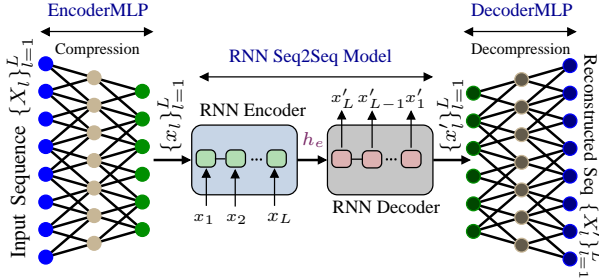 EncoderMLP
DecoderMLP
Compression
RNN Seq2Seq Model
Decompression
Input Sequence {X_l}_{l=1}^L
{x_l}_{l=1}^L
RNN Encoder
x_1 x_2 ... x_L
h_e
x'_L x'_{L-1} x'_1
...
RNN Decoder
{x'_l}_{l=1}^L
Reconstructed Seq {X'_l}_{l=1}^L